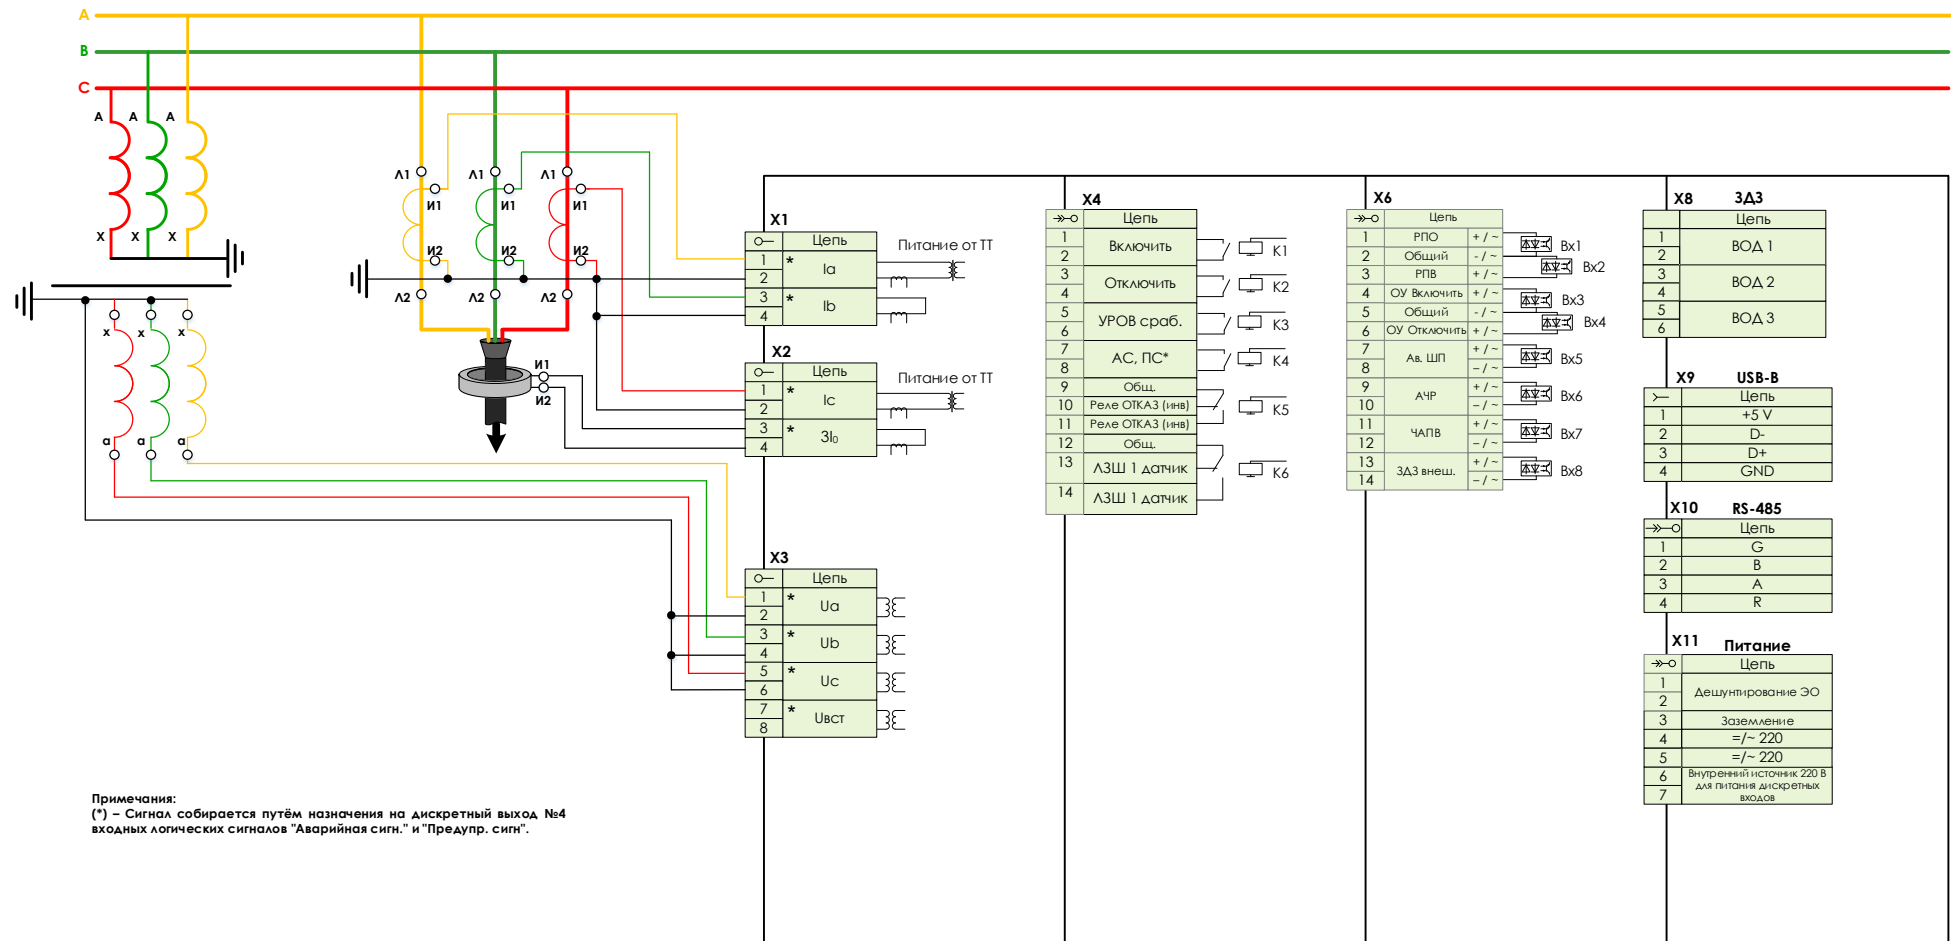 A
B
C
A A A
X X X
x x x
a a a
Л1 Л1 Л1
И1 И1 И1
И2 И2 И2
Л2 Л2 Л2
И1
И2
X1
Цепь
1 * Ia
2
3 * Ib
4
Питание от ТТ
X2
Цепь
1 * Ic
2
3 * 3I₀
4
Питание от ТТ
X3
Цепь
1 * Ua
2
3 * Ub
4
5 * Uc
6
7 * Uвст
8
X4
Цепь
1 Включить K1
2
3 Отключить K2
4
5 УРОВ сраб. K3
6
7 АС, ПС* K4
8
9 Общ.
10 Реле ОТКАЗ (инв) K5
11 Реле ОТКАЗ (инв)
12 Общ.
13 ЛЗШ 1 датчик K6
14 ЛЗШ 1 датчик
X6
Цепь
1 РПО + / ~ Вх1
2 Общий - / ~
3 РПВ + / ~ Вх2
4 ОУ Включить + / ~ Вх3
5 Общий - / ~
6 ОУ Отключить + / ~ Вх4
7 Ав. ШП + / ~ Вх5
8 – / ~
9 АЧР + / ~ Вх6
10 – / ~
11 ЧАПВ + / ~ Вх7
12 – / ~
13 ЗДЗ внеш. + / ~ Вх8
14 – / ~
X8 ЗДЗ
Цепь
1 ВОД 1
2
3 ВОД 2
4
5 ВОД 3
6
X9 USB-B
Цепь
1 +5 V
2 D-
3 D+
4 GND
X10 RS-485
Цепь
1 G
2 B
3 A
4 R
X11 Питание
Цепь
1 Дешунтирование ЭО
2
3 Заземление
4 =/~ 220
5 =/~ 220
6 Внутренний источник 220 В
для питания дискретных
7 входов
Примечания:
(*) – Сигнал собирается путём назначения на дискретный выход №4
входных логических сигналов "Аварийная сигн." и "Предупр. сигн".